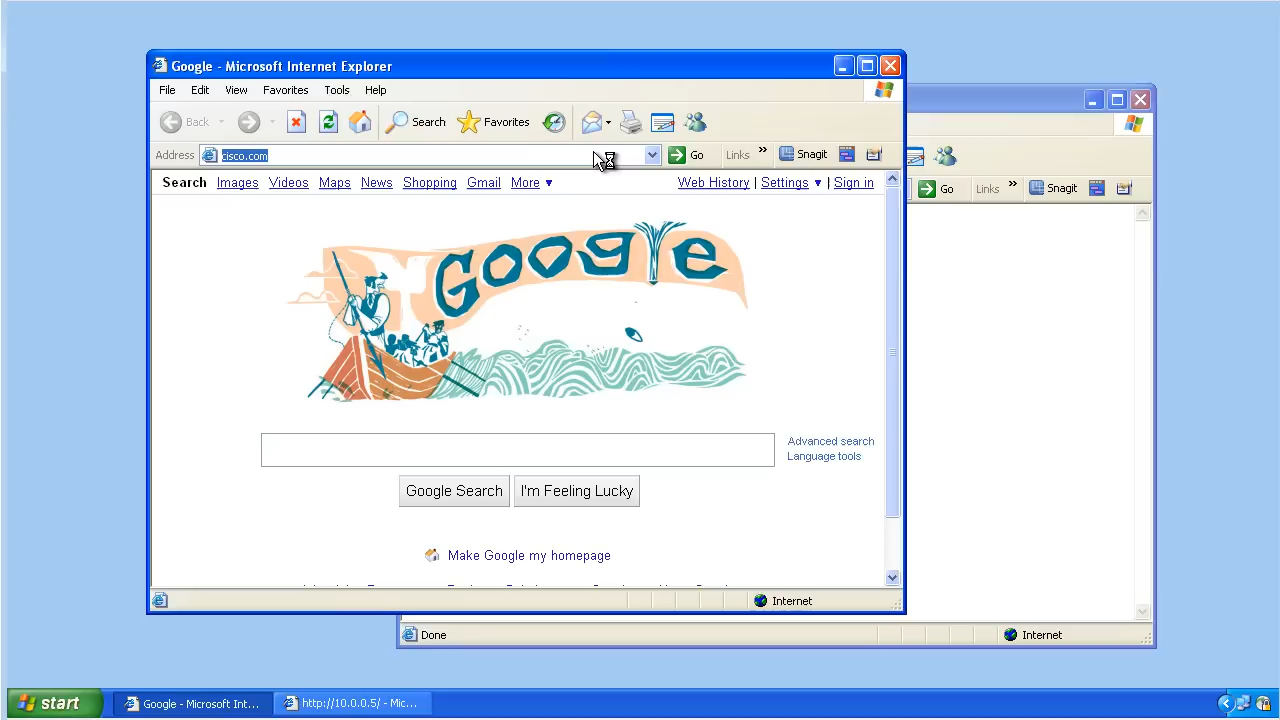 Google - Microsoft Internet Explorer
File Edit View Favorites Tools Help
Back Search Favorites
Address cisco.com Go Links » Snagit
Go Links » Snagit
Search Images Videos Maps News Shopping Gmail More ▼ Web History | Settings ▼ | Sign in
Google
Advanced search
Language tools
Google Search I'm Feeling Lucky
Make Google my homepage
Internet
Done Internet
start Google - Microsoft Int... http://10.0.0.5/ - Mic...